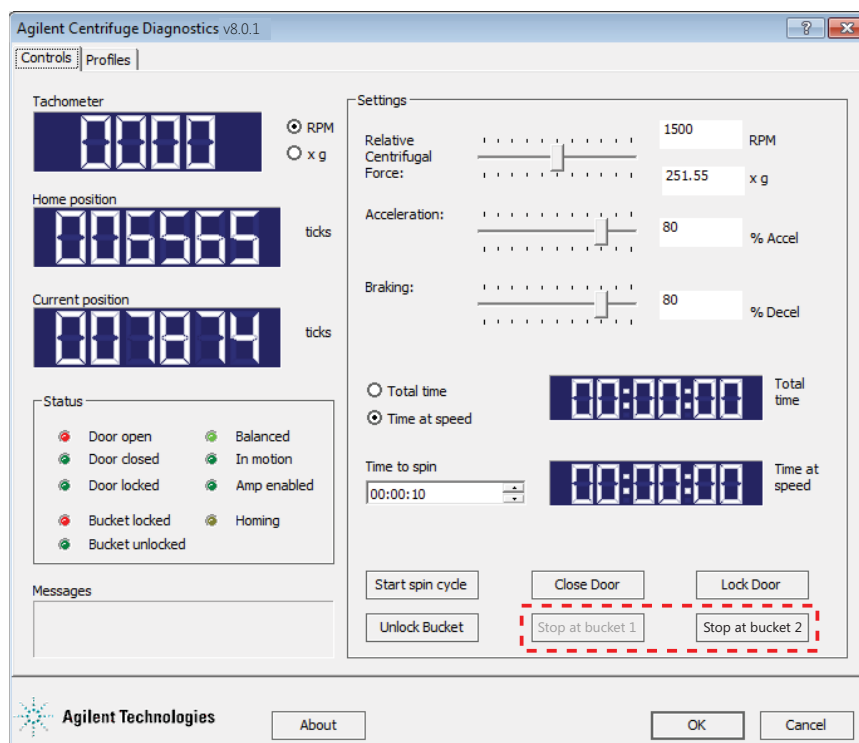 Agilent Centrifuge Diagnostics v8.0.1
?
Controls
Profiles
Tachometer
0000
RPM
x g
Home position
006565
ticks
Current position
007874
ticks
Status
Door open
Balanced
Door closed
In motion
Door locked
Amp enabled
Bucket locked
Homing
Bucket unlocked
Messages
Settings
Relative
Centrifugal
Force:
1500
RPM
251.55
x g
Acceleration:
80
% Accel
Braking:
80
% Decel
Total time
Time at speed
00:00:00
Total
time
Time to spin
00:00:10
00:00:00
Time at
speed
Start spin cycle
Close Door
Lock Door
Unlock Bucket
Stop at bucket 1
Stop at bucket 2
Agilent Technologies
About
OK
Cancel